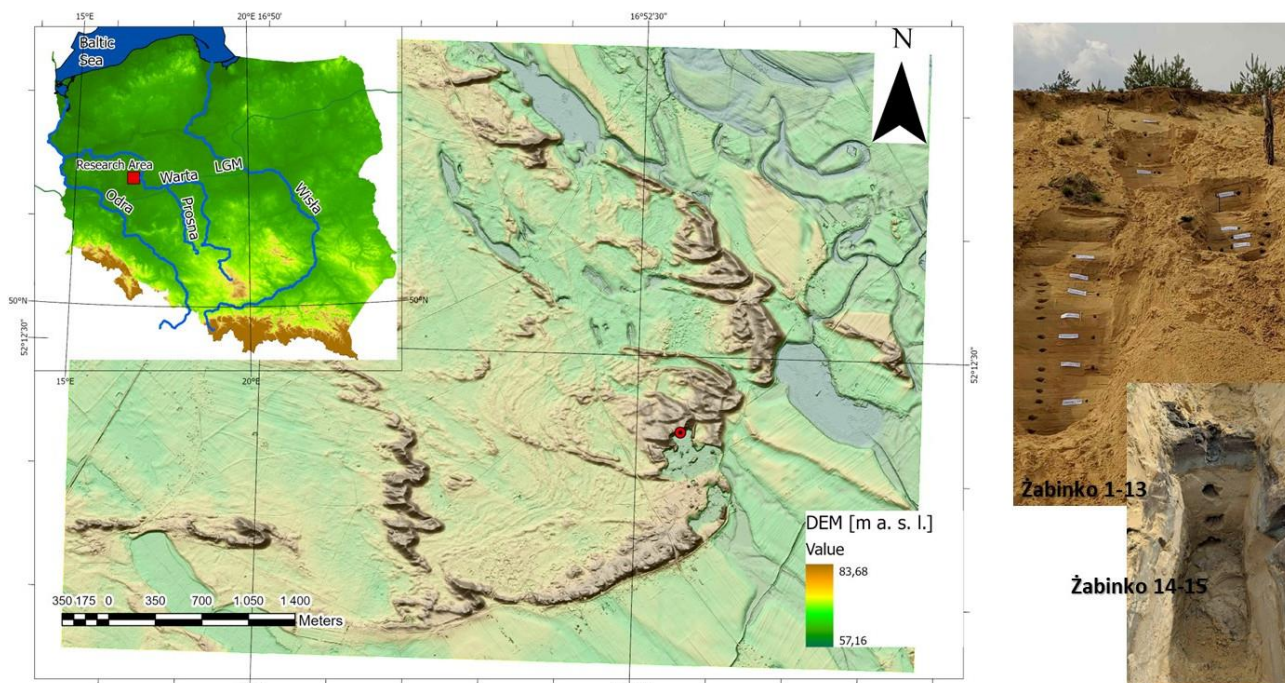 15°E
20°E
16°50'
16°52'30"
Baltic
Sea
N
Research Area
LGM
Warta
Wisła
Odra
Prosna
50°N
50°N
52°12'30"
52°12'30"
15°E
20°E
DEM [m a. s. l.]
Value
83,68
57,16
350 175 0 350 700 1.050 1.400
Meters
Żabinko 1-13
Żabinko 14-15